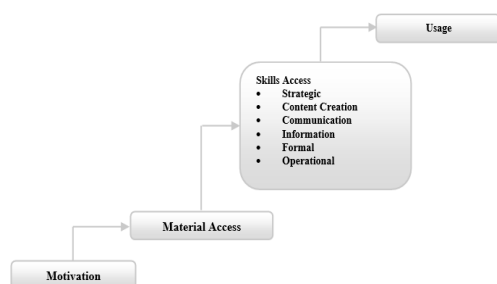 Usage
Skills Access
• Strategic
• Content Creation
• Communication
• Information
• Formal
• Operational
Material Access
Motivation